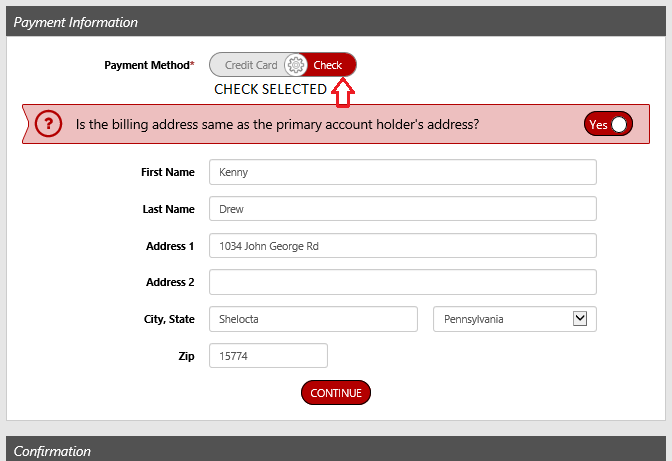 Payment Information
Payment Method* Credit Card Check
CHECK SELECTED
? Is the billing address same as the primary account holder's address? Yes
First Name Kenny
Last Name Drew
Address 1 1034 John George Rd
Address 2
City, State Shelocta Pennsylvania
Zip 15774
CONTINUE
Confirmation